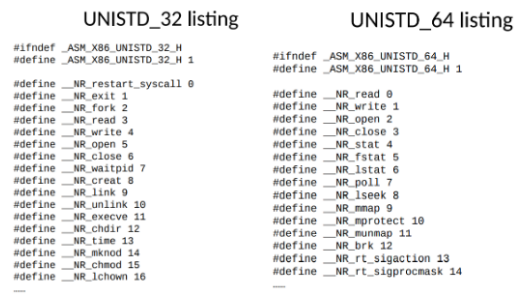 UNISTD_32 listing
#ifndef _ASM_X86_UNISTD_32_H
#define _ASM_X86_UNISTD_32_H 1
#define __NR_restart_syscall 0
#define __NR_exit 1
#define __NR_fork 2
#define __NR_read 3
#define __NR_write 4
#define __NR_open 5
#define __NR_close 6
#define __NR_waitpid 7
#define __NR_creat 8
#define __NR_link 9
#define __NR_unlink 10
#define __NR_execve 11
#define __NR_chdir 12
#define __NR_time 13
#define __NR_mknod 14
#define __NR_chmod 15
#define __NR_lchown 16
……
UNISTD_64 listing
#ifndef _ASM_X86_UNISTD_64_H
#define _ASM_X86_UNISTD_64_H 1
#define __NR_read 0
#define __NR_write 1
#define __NR_open 2
#define __NR_close 3
#define __NR_stat 4
#define __NR_fstat 5
#define __NR_lstat 6
#define __NR_poll 7
#define __NR_lseek 8
#define __NR_mmap 9
#define __NR_mprotect 10
#define __NR_munmap 11
#define __NR_brk 12
#define __NR_rt_sigaction 13
#define __NR_rt_sigprocmask 14
……